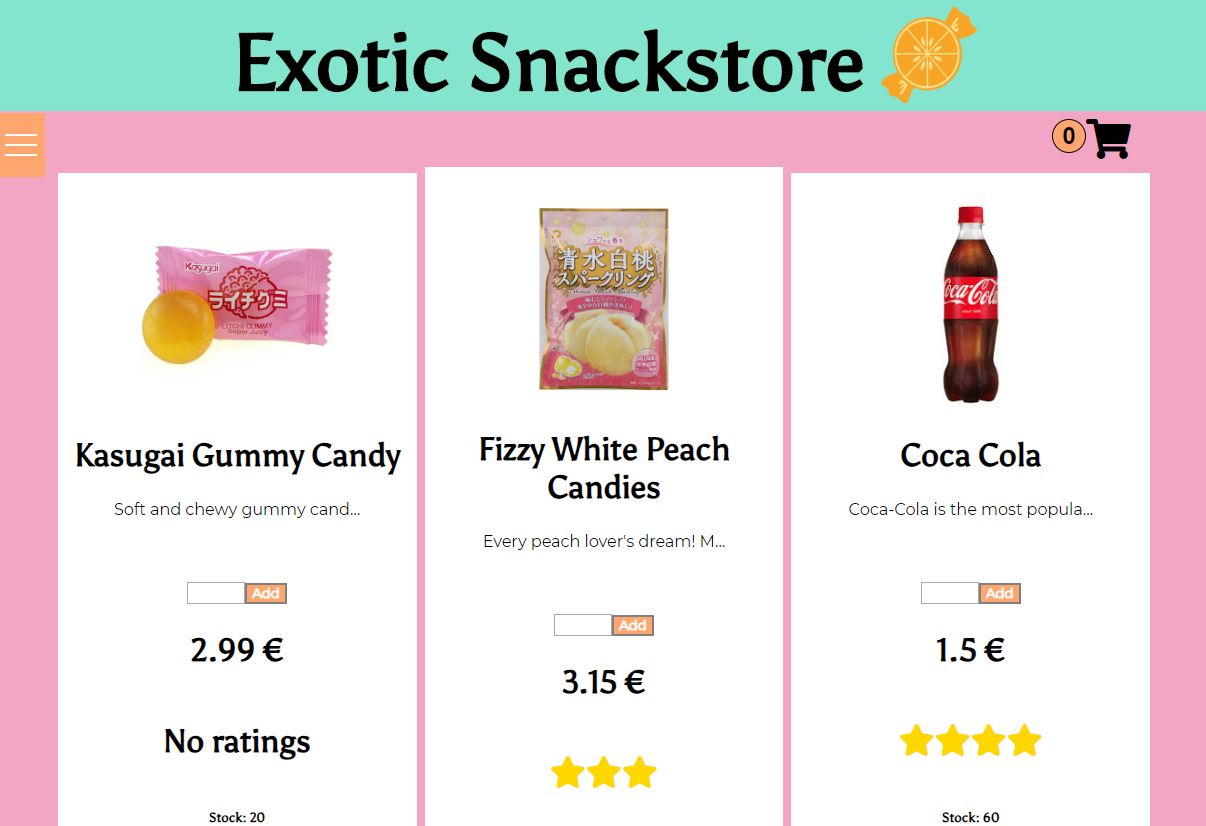 Exotic Snackstore
0
Kasugai
ライチグミ
LITCHI GUMMY
Super Juicy
Kasugai Gummy Candy
Soft and chewy gummy cand...
Add
2.99 €
No ratings
Stock: 20
清水白桃
スパークリング
Fizzy White Peach
Candies
Every peach lover's dream! M...
Add
3.15 €
Coca-Cola
Coca Cola
Coca-Cola is the most popula...
Add
1.5 €
Stock: 60